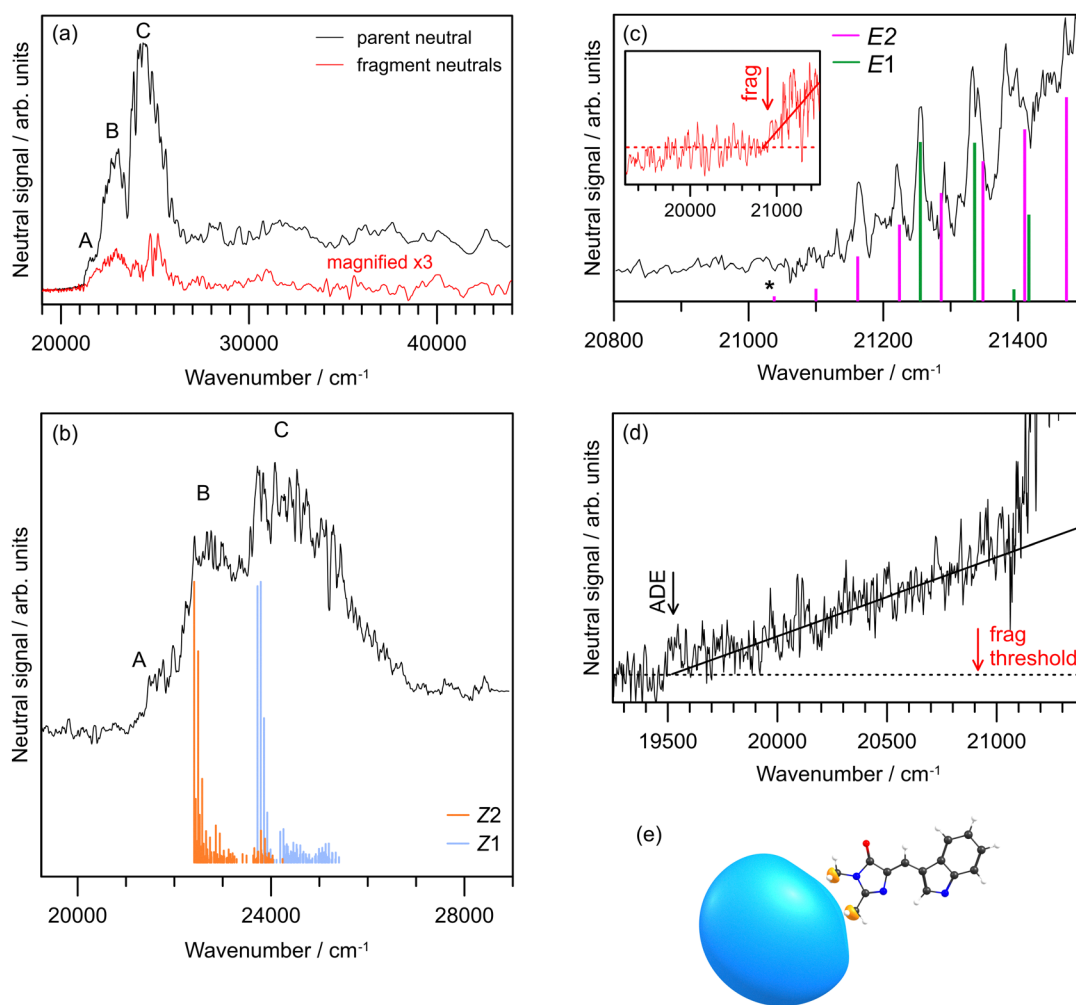 (a)
A
B
C
parent neutral
fragment neutrals
magnified x3
Neutral signal / arb. units
20000
30000
40000
Wavenumber / cm⁻¹
(c)
E2
E1
frag
20000
21000
*
Neutral signal / arb. units
20800
21000
21200
21400
Wavenumber / cm⁻¹
(b)
A
B
C
Z2
Z1
Neutral signal / arb. units
20000
24000
28000
Wavenumber / cm⁻¹
(d)
ADE
frag
threshold
Neutral signal / arb. units
19500
20000
20500
21000
Wavenumber / cm⁻¹
(e)